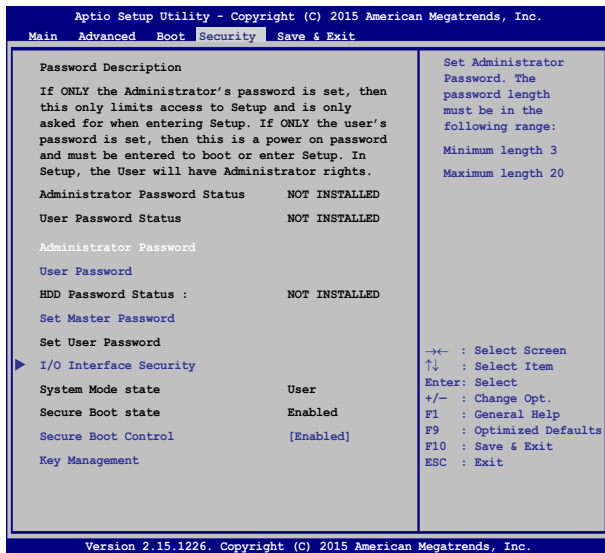 Aptio Setup Utility - Copyright (C) 2015 American Megatrends, Inc.
Main Advanced Boot Security Save & Exit
Password Description
If ONLY the Administrator's password is set, then
this only limits access to Setup and is only
asked for when entering Setup. If ONLY the user's
password is set, then this is a power on password
and must be entered to boot or enter Setup. In
Setup, the User will have Administrator rights.
Administrator Password Status NOT INSTALLED
User Password Status NOT INSTALLED
Administrator Password
User Password
HDD Password Status : NOT INSTALLED
Set Master Password
Set User Password
I/O Interface Security
System Mode state User
Secure Boot state Enabled
Secure Boot Control [Enabled]
Key Management
Set Administrator
Password. The
password length
must be in the
following range:
Minimum length 3
Maximum length 20
→← : Select Screen
↑↓ : Select Item
Enter: Select
+/— : Change Opt.
F1 : General Help
F9 : Optimized Defaults
F10 : Save & Exit
ESC : Exit
Version 2.15.1226. Copyright (C) 2015 American Megatrends, Inc.